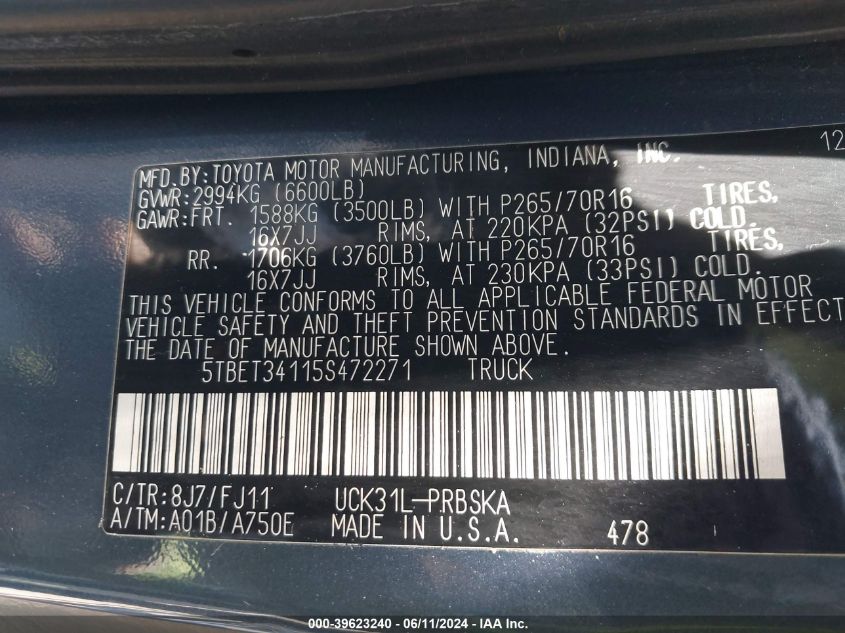 12
MFD.BY:TOYOTA MOTOR MANUFACTURING, INDIANA, INC.
GVWR:2994KG (6600LB)
GAWR:FRT. 1588KG (3500LB) WITH P265/70R16 TIRES,
16X7JJ RIMS, AT 220KPA (32PSI) COLD.
RR. 1706KG (3760LB) WITH P265/70R16 TIRES,
16X7JJ RIMS, AT 230KPA (33PSI) COLD.
THIS VEHICLE CONFORMS TO ALL APPLICABLE FEDERAL MOTOR
VEHICLE SAFETY AND THEFT PREVENTION STANDARDS IN EFFECT
THE DATE OF MANUFACTURE SHOWN ABOVE.
5TBET34115S472271 TRUCK
C/TR:8J7/FJ11 UCK31L-PRBSKA
A/TM:A01B/A750E MADE IN U.S.A. 478
000-39623240 - 06/11/2024 - IAA Inc.